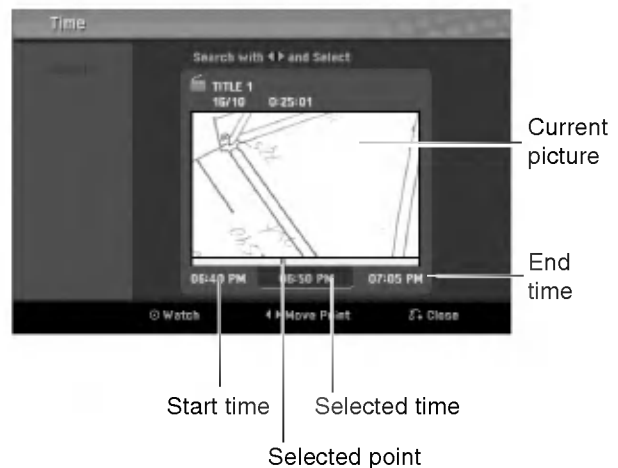 Time
Search with ◀ ▶ and Select
TITLE 1
16/10 0:25:01
Current
picture
06:40 PM 06:50 PM 07:05 PM
End
time
Watch ◀ ▶ Move Point Close
Start time Selected time
Selected point